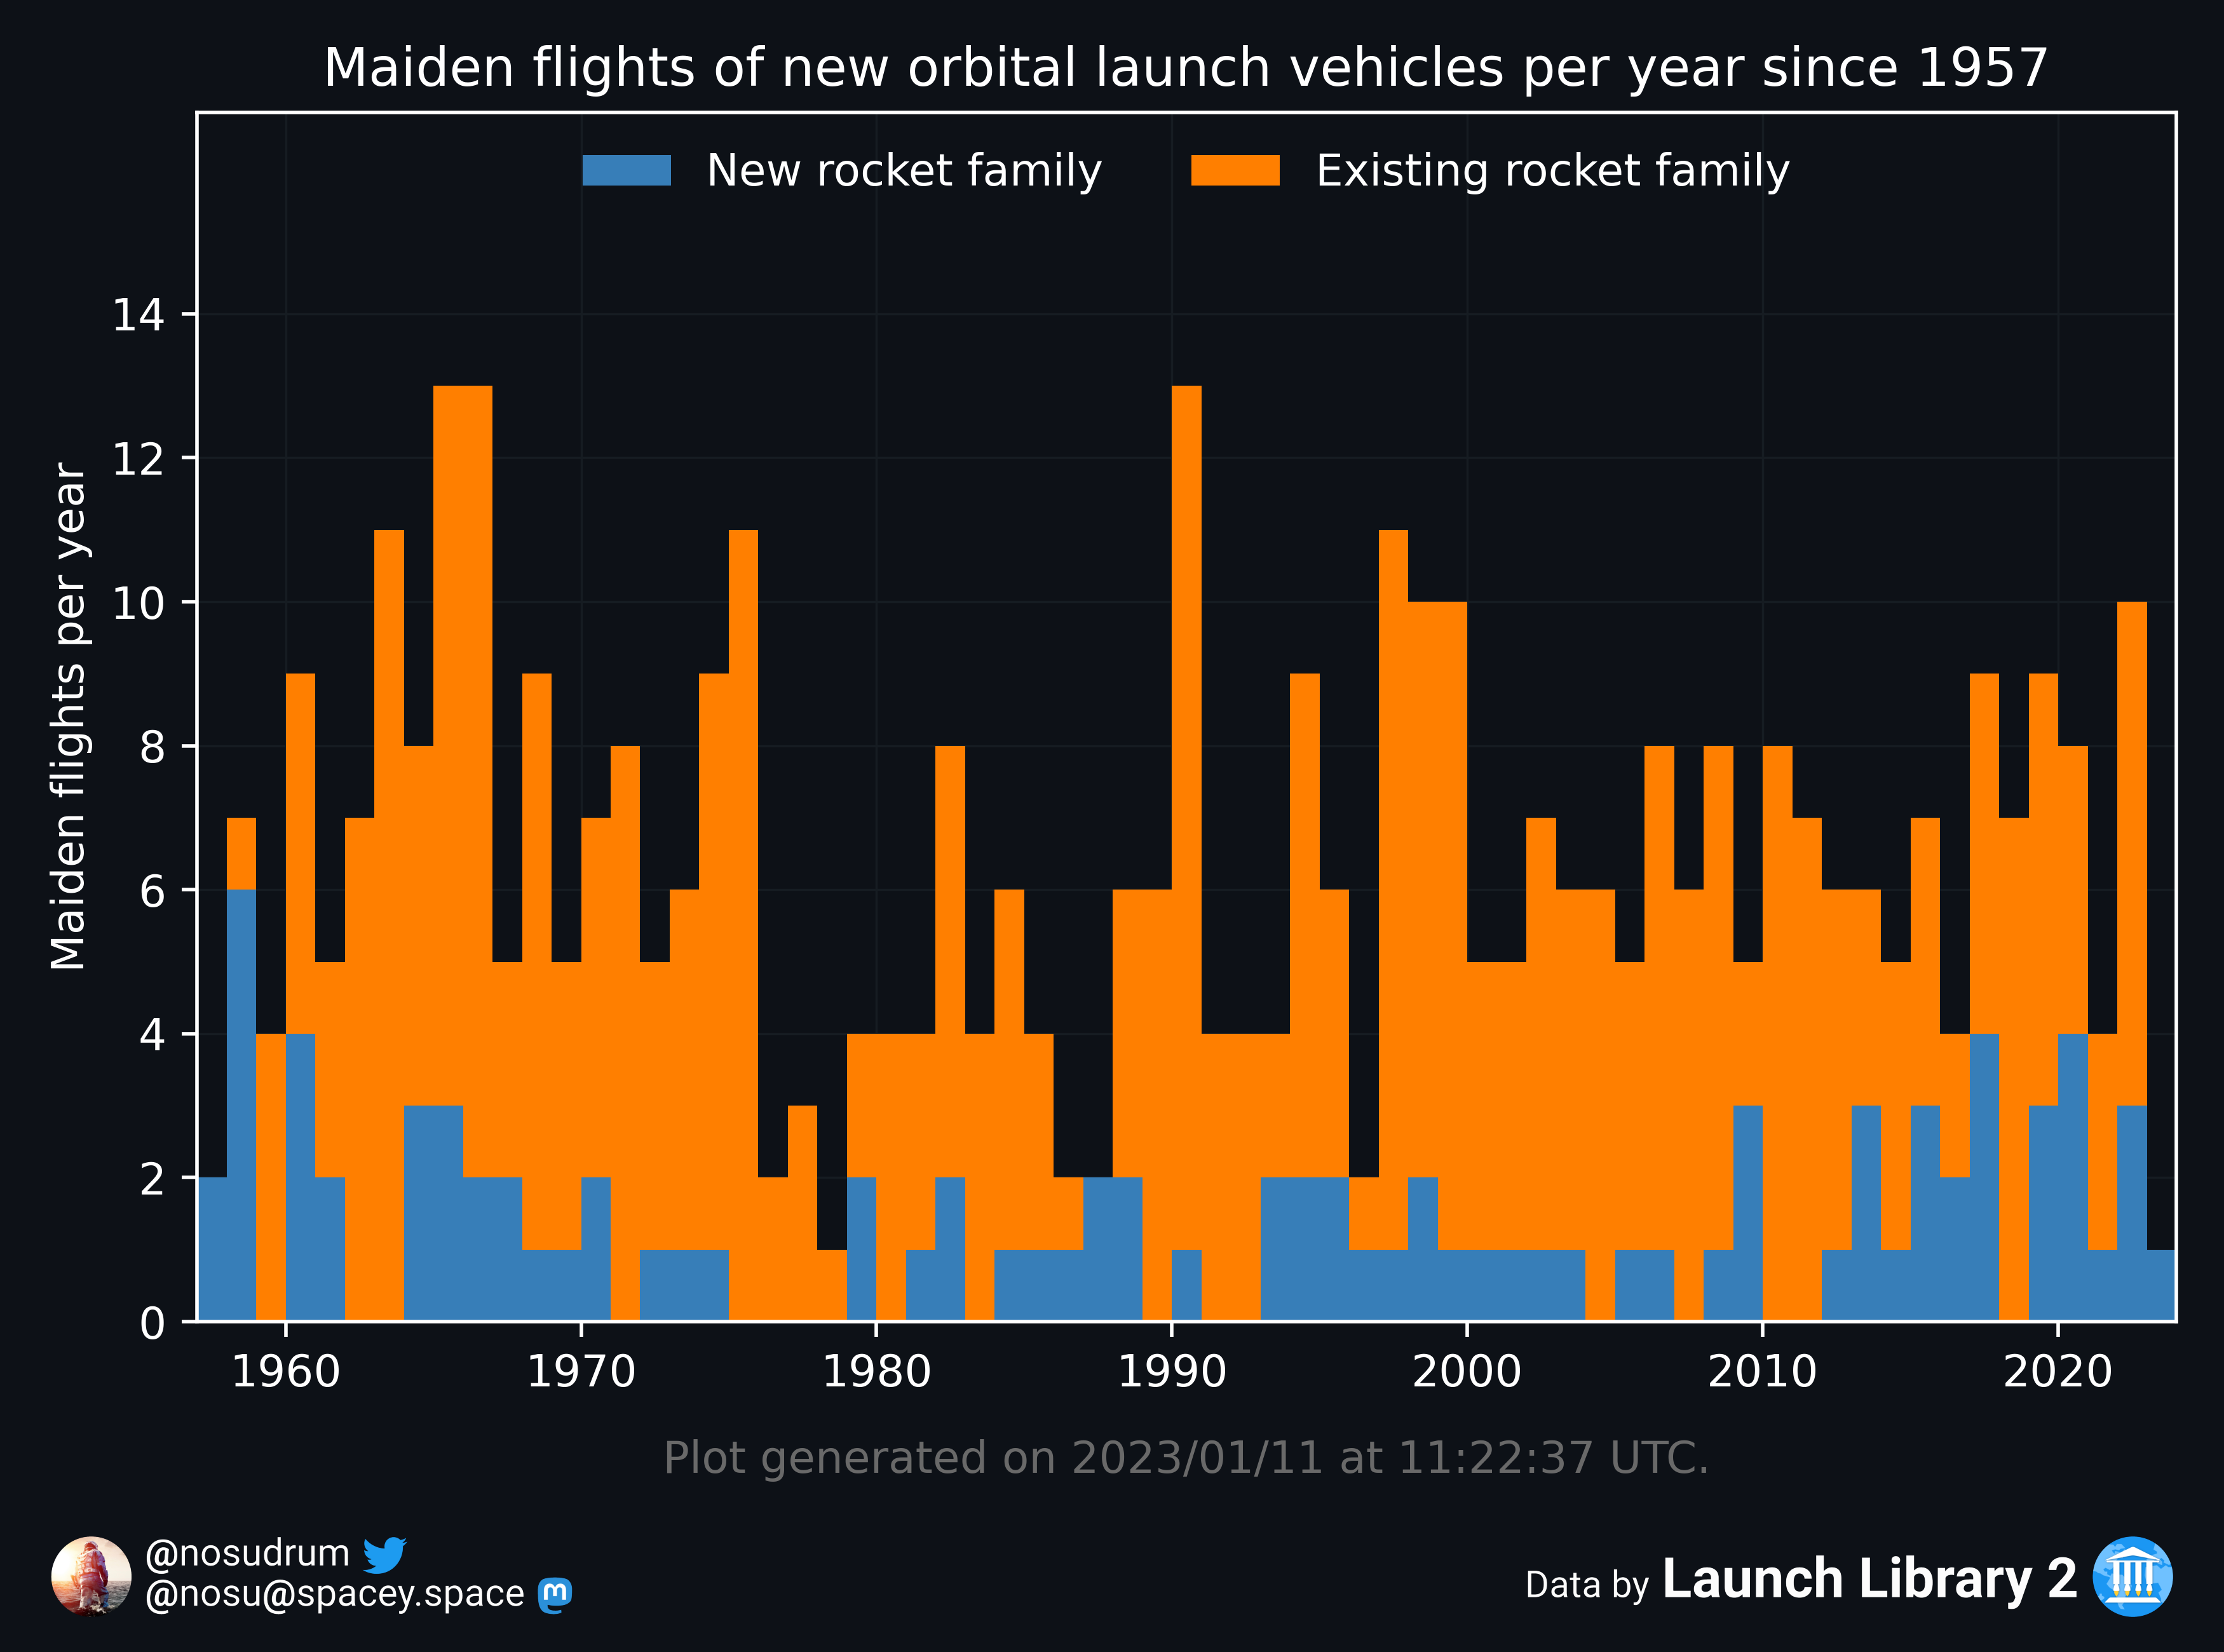 Maiden flights of new orbital launch vehicles per year since 1957
New rocket family
Existing rocket family
Maiden flights per year
14
12
10
8
6
4
2
0
1960
1970
1980
1990
2000
2010
2020
Plot generated on 2023/01/11 at 11:22:37 UTC.
@nosudrum
@nosu@spacey.space
Data by Launch Library 2